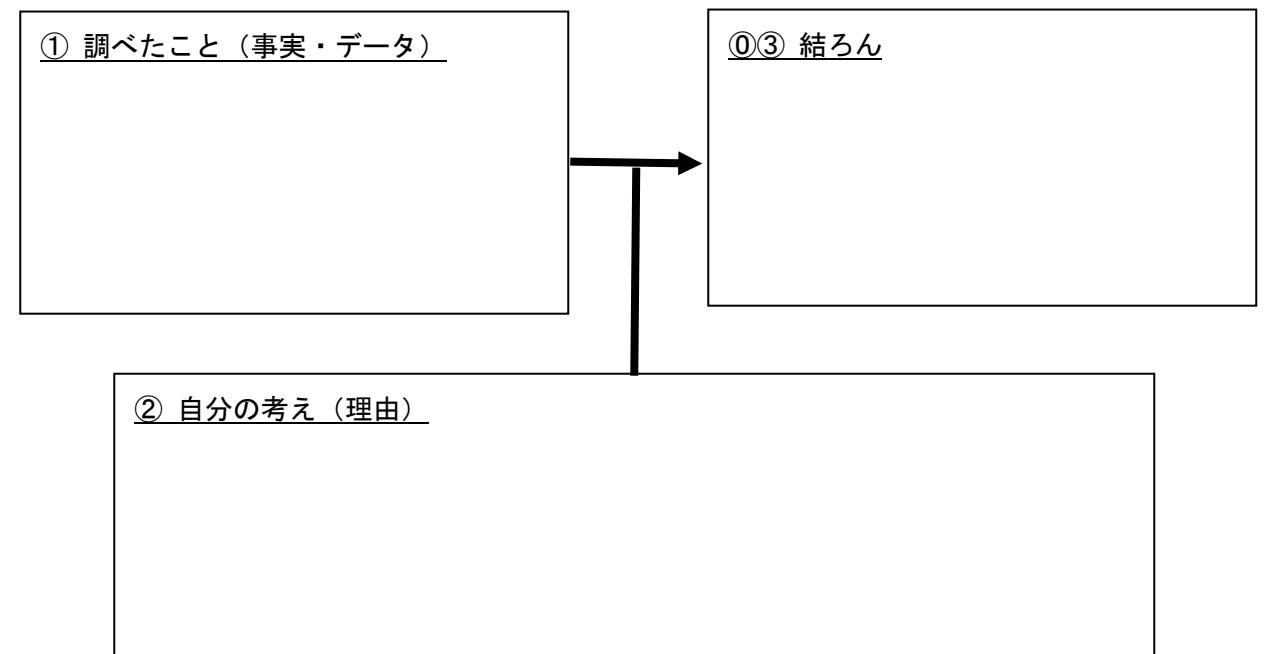 ① 調べたこと（事実・データ）
⓪③ 結ろん
② 自分の考え（理由）